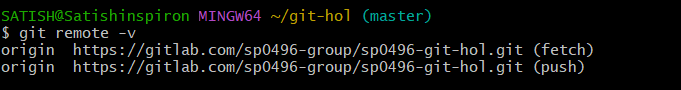 SATISH@Satishinspiron MINGW64 ~/git-hol (master)
$ git remote -v
origin  https://gitlab.com/sp0496-group/sp0496-git-hol.git (fetch)
origin  https://gitlab.com/sp0496-group/sp0496-git-hol.git (push)